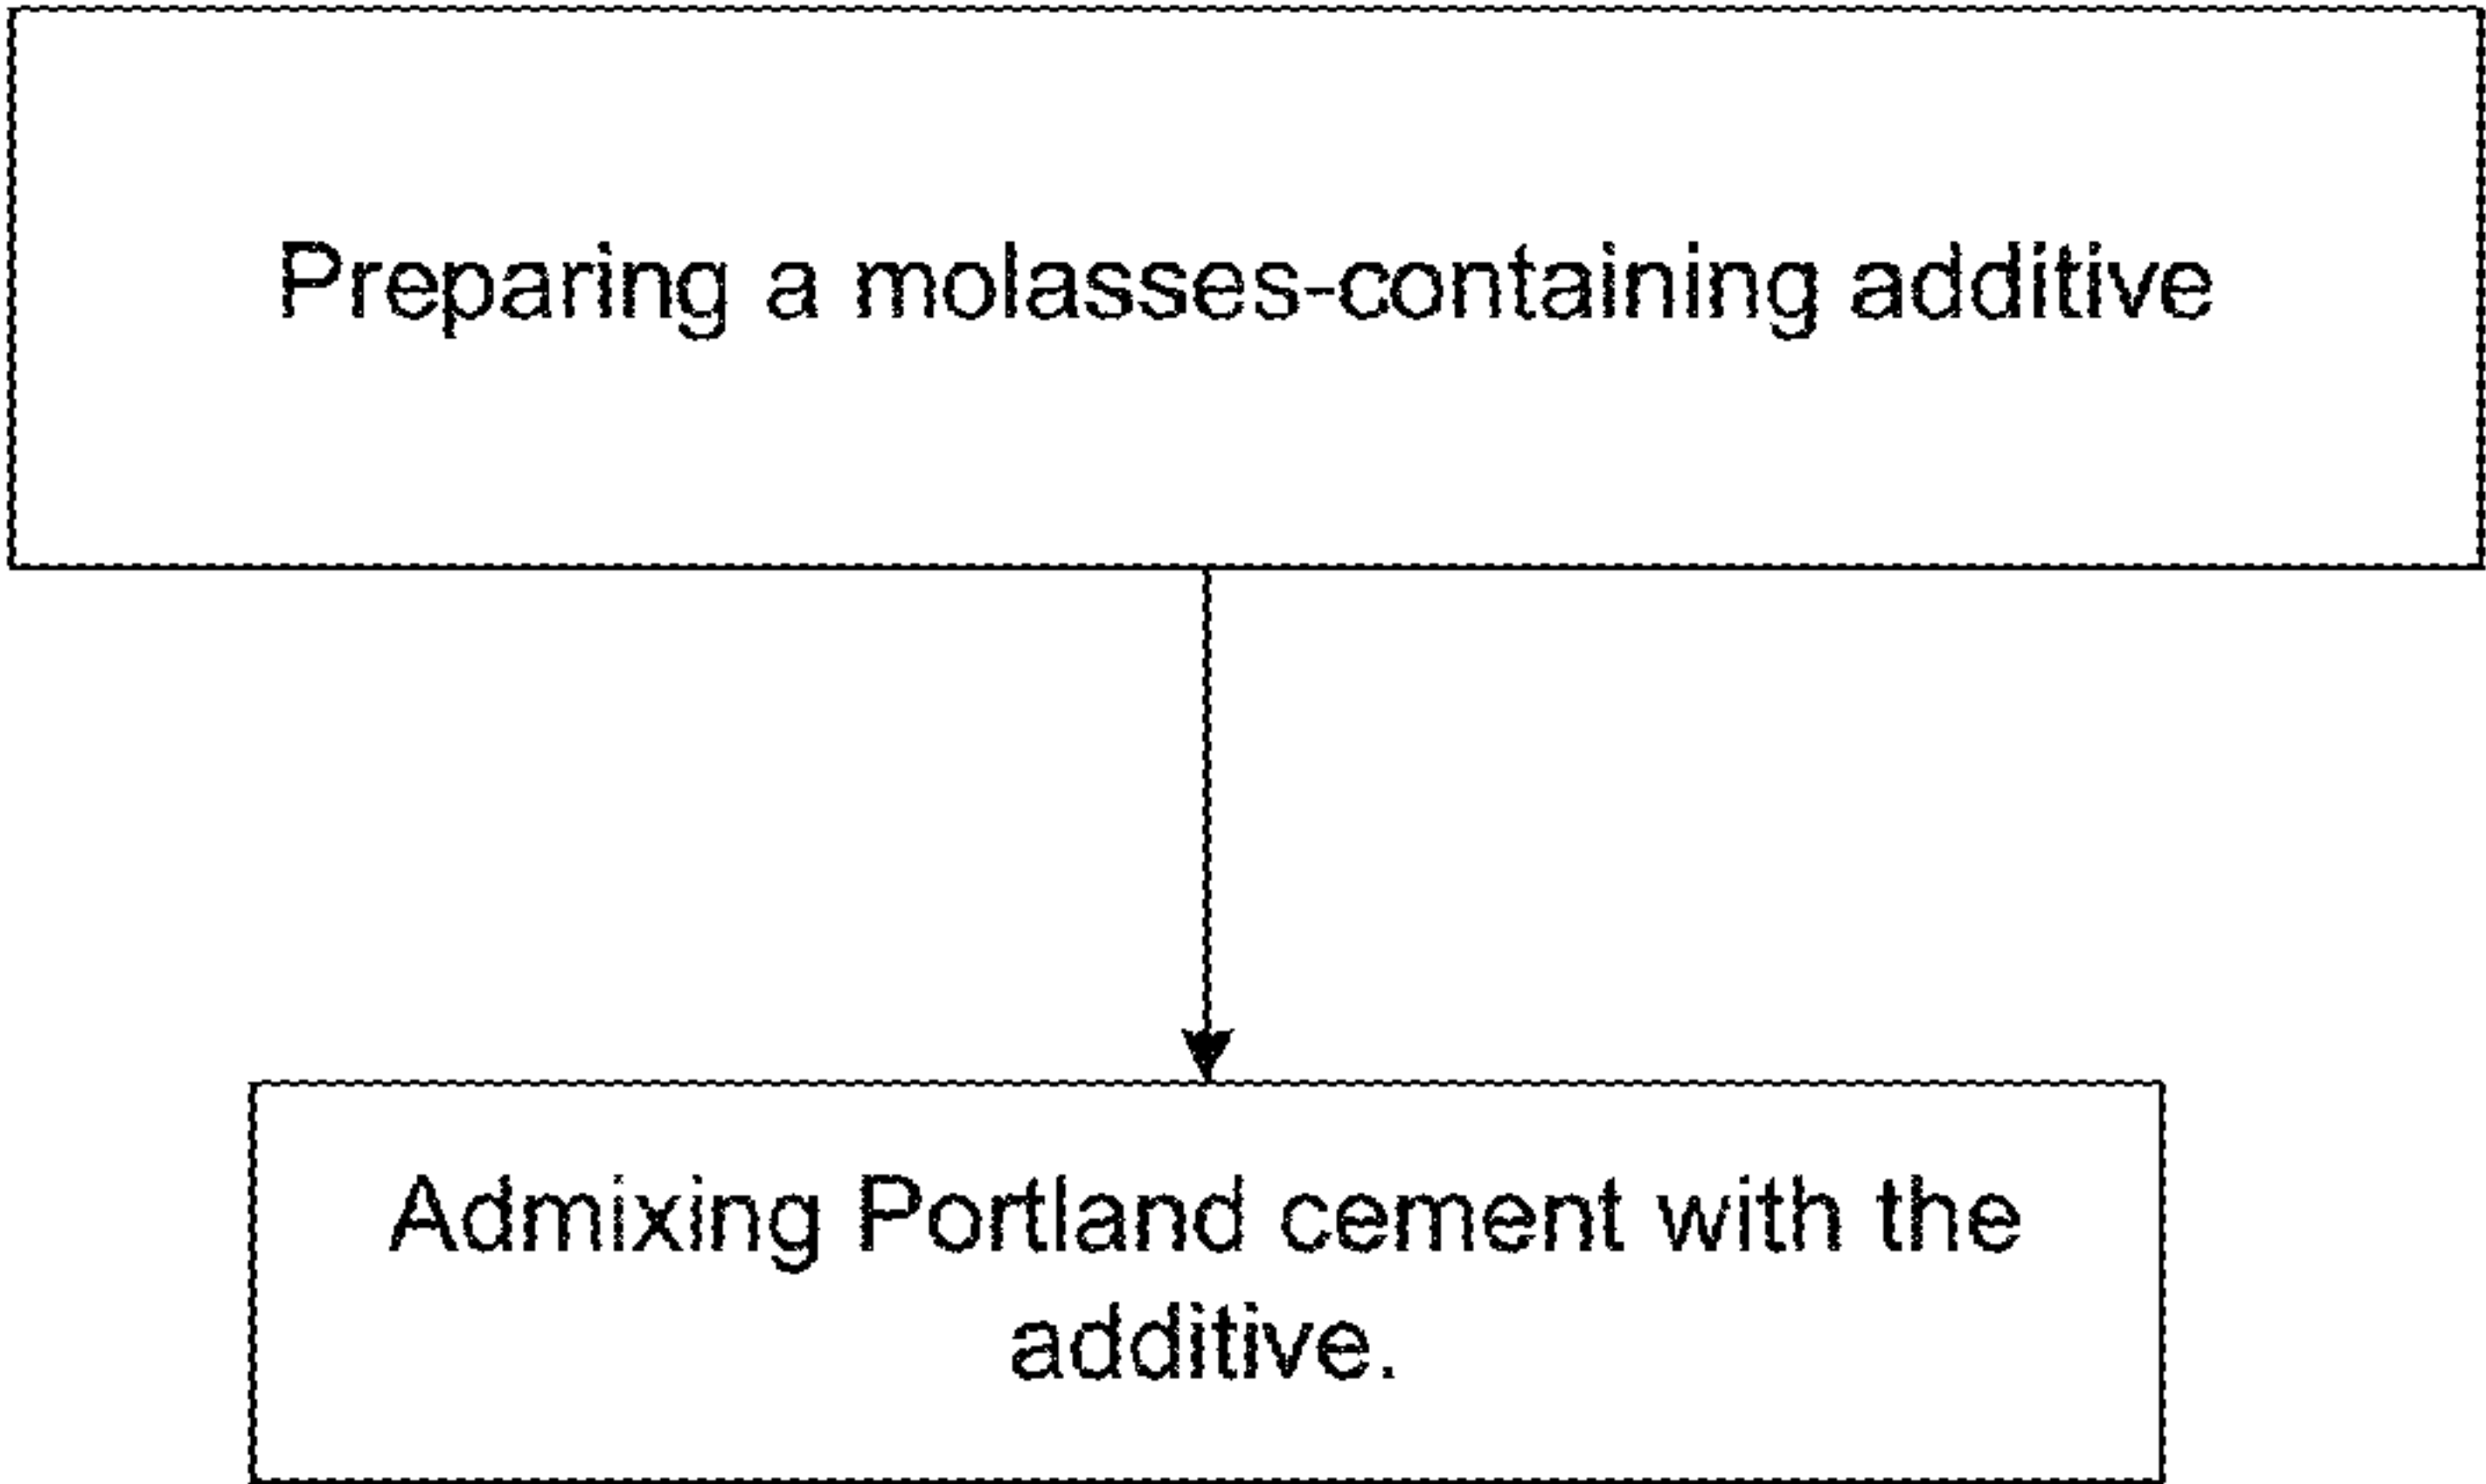 Preparing a molasses-containing additive
Admixing Portland cement with the
additive.